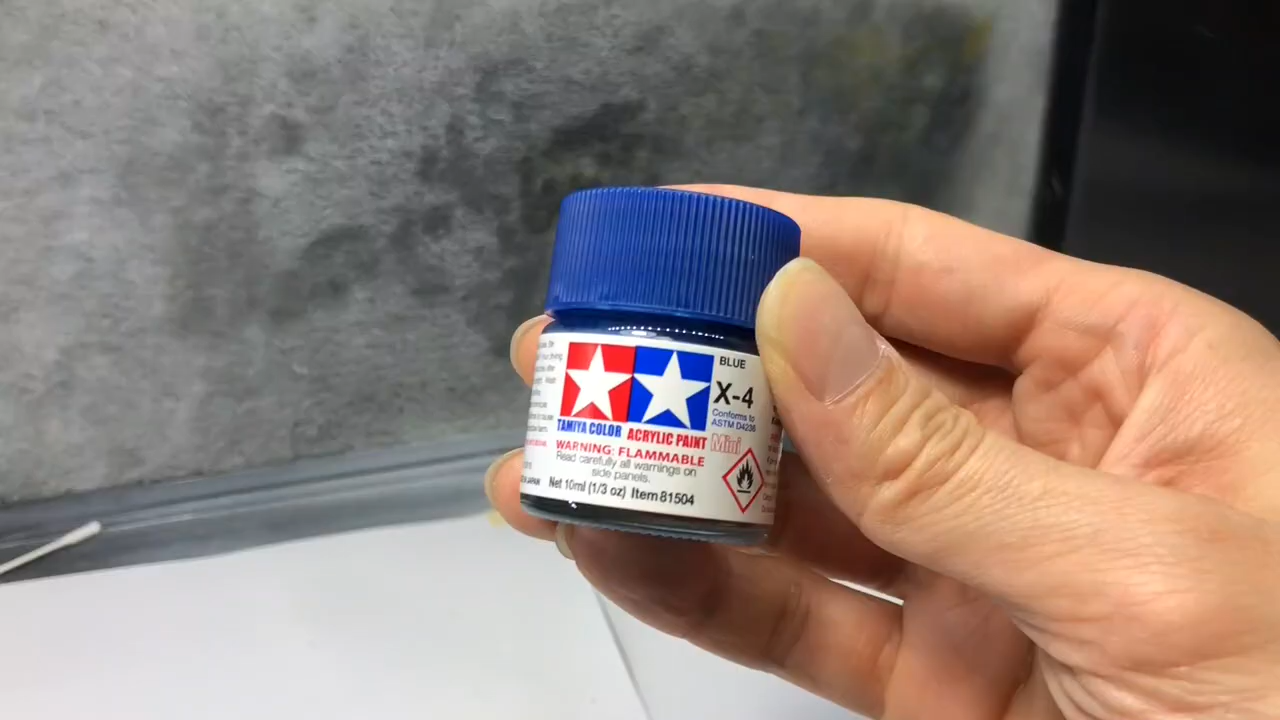 BLUE
X-4
Conforms to
ASTM D4236
TAMIYA COLOR ACRYLIC PAINT Mini
WARNING: FLAMMABLE
Read carefully all warnings on
side panels.
Net 10ml (1/3 oz) Item 81504